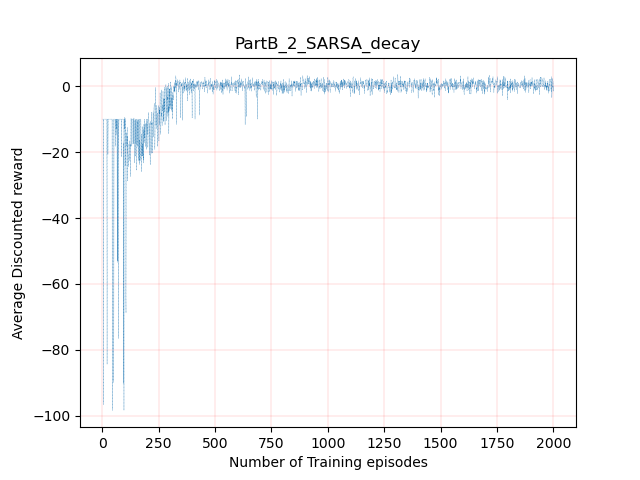 PartB_2_SARSA_decay
Average Discounted reward
0
−20
−40
−60
−80
−100
0 250 500 750 1000 1250 1500 1750 2000
Number of Training episodes